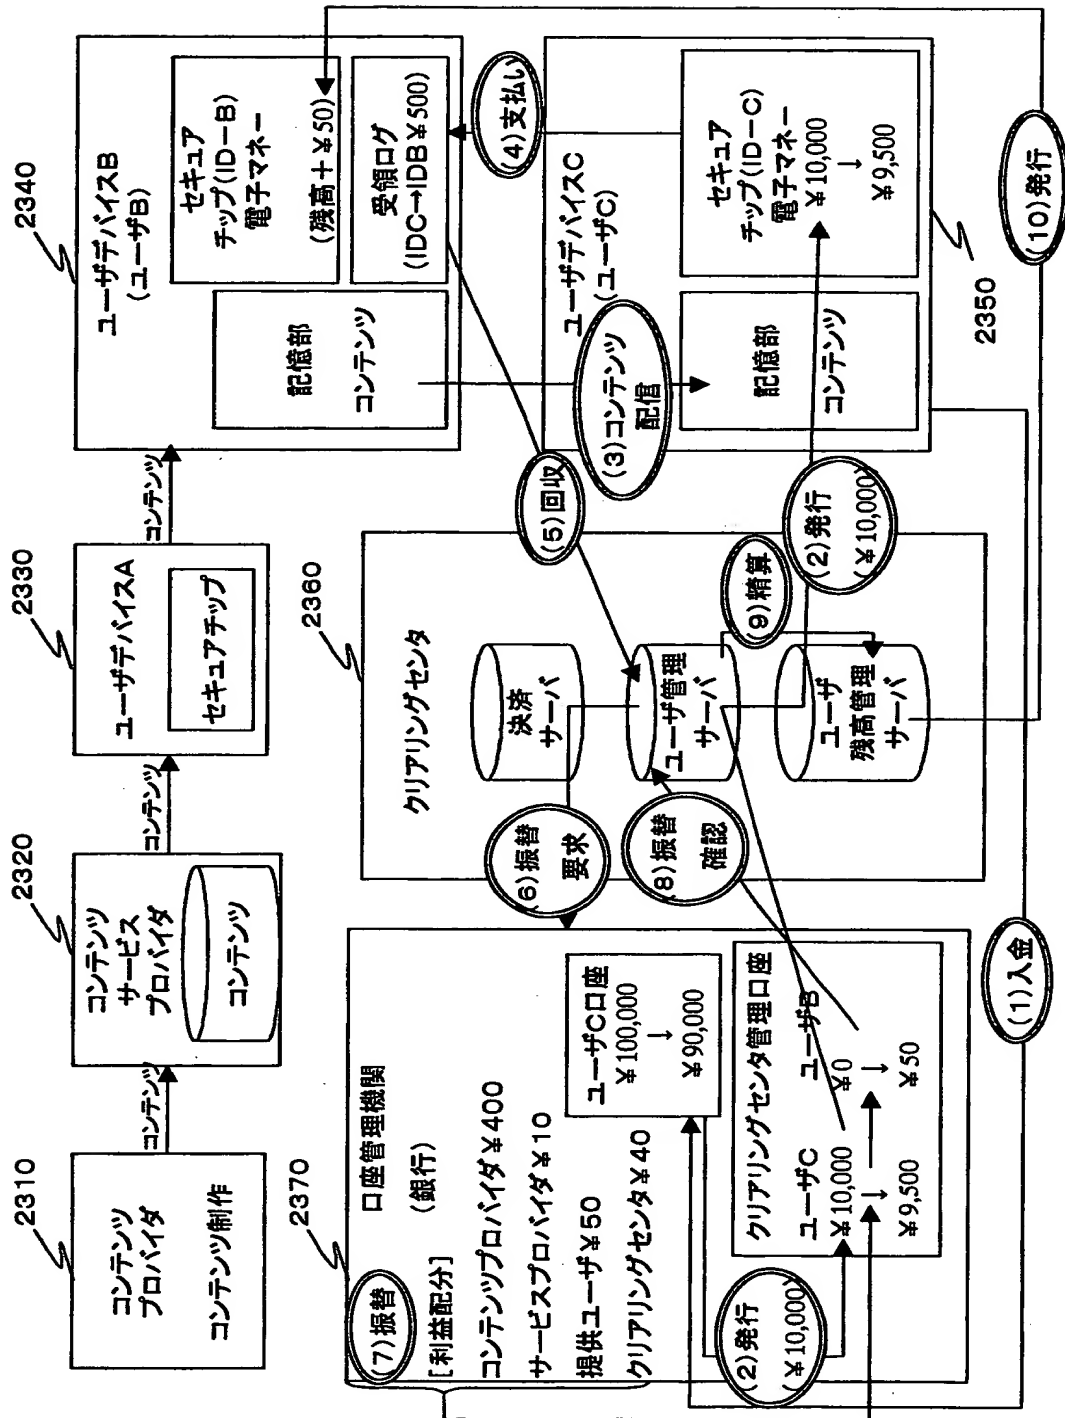 2310
コンテンツ
プロバイダ
コンテンツ制作
コンテンツ
2320
コンテンツ
サービス
プロバイダ
コンテンツ
コンテンツ
2330
ユーザデバイスA
セキュアチップ
コンテンツ
2340
ユーザデバイスB
(ユーザB)
セキュア
チップ(ID-B)
電子マネー
(残高+¥50)
記憶部
コンテンツ
受領ログ
(IDC→IDB¥500)
(4)支払い
(3)コンテンツ
配信
(5)回収
2350
ユーザデバイスC
(ユーザC)
セキュア
チップ(ID-C)
電子マネー
¥10,000
↓
¥9,500
記憶部
コンテンツ
2360
クリアリングセンタ
決済
サーバ
ユーザ管理
サーバ
ユーザ
残高管理
サーバ
(9)精算
(2)発行
(¥10,000)
(6)振替
要求
(8)振替
確認
2370
口座管理機関
(銀行)
(7)振替
[利益配分]
コンテンツプロバイダ¥400
サービスプロバイダ¥10
提供ユーザ¥50
クリアリングセンタ¥40
ユーザC口座
¥100,000
↓
¥90,000
クリアリングセンタ管理口座
ユーザC ユーザB
¥10,000 ¥0
↓ ↓
¥9,500 ¥50
(2)発行
(¥10,000)
(1)入金
(10)発行